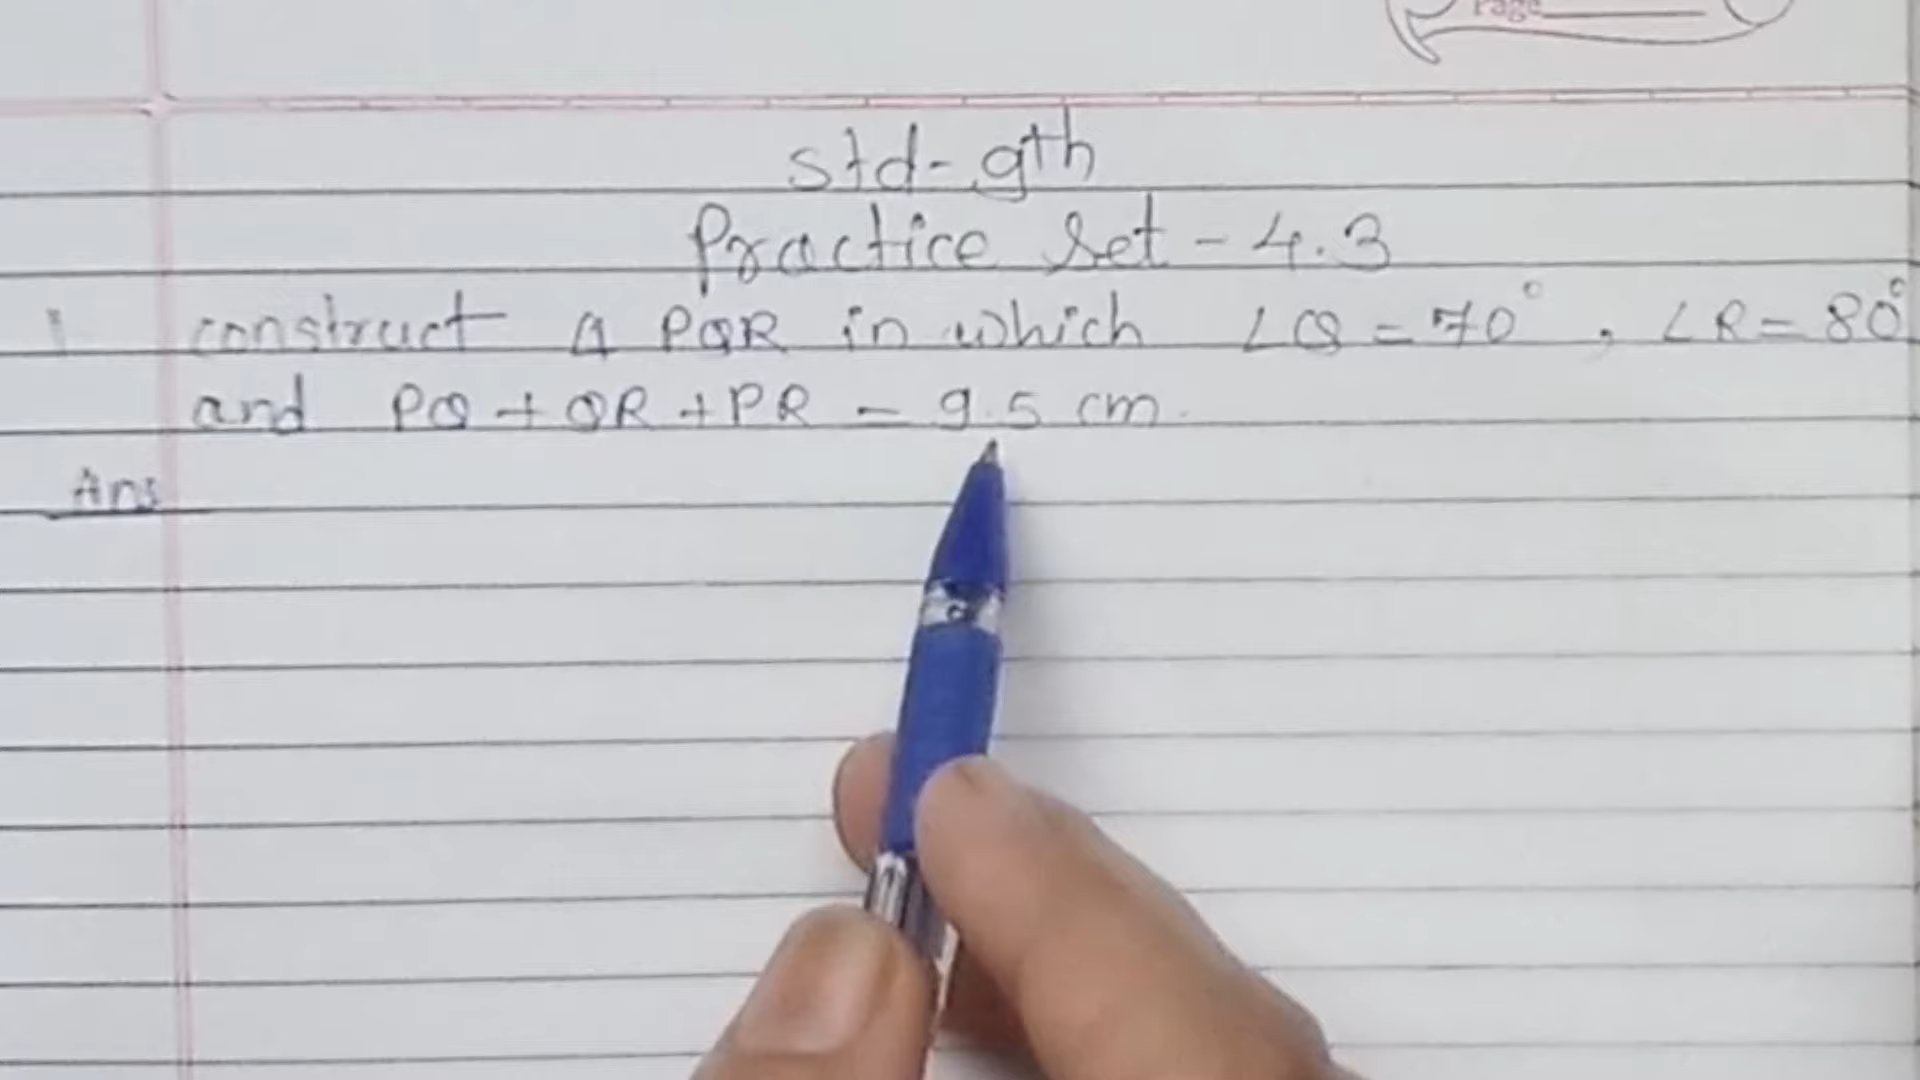 Page
std-9th
Practice set - 4.3
1 construct Δ PQR in which ∠Q = 70° , ∠R = 80°
and PQ + QR + PR = 9.5 cm.
Ans